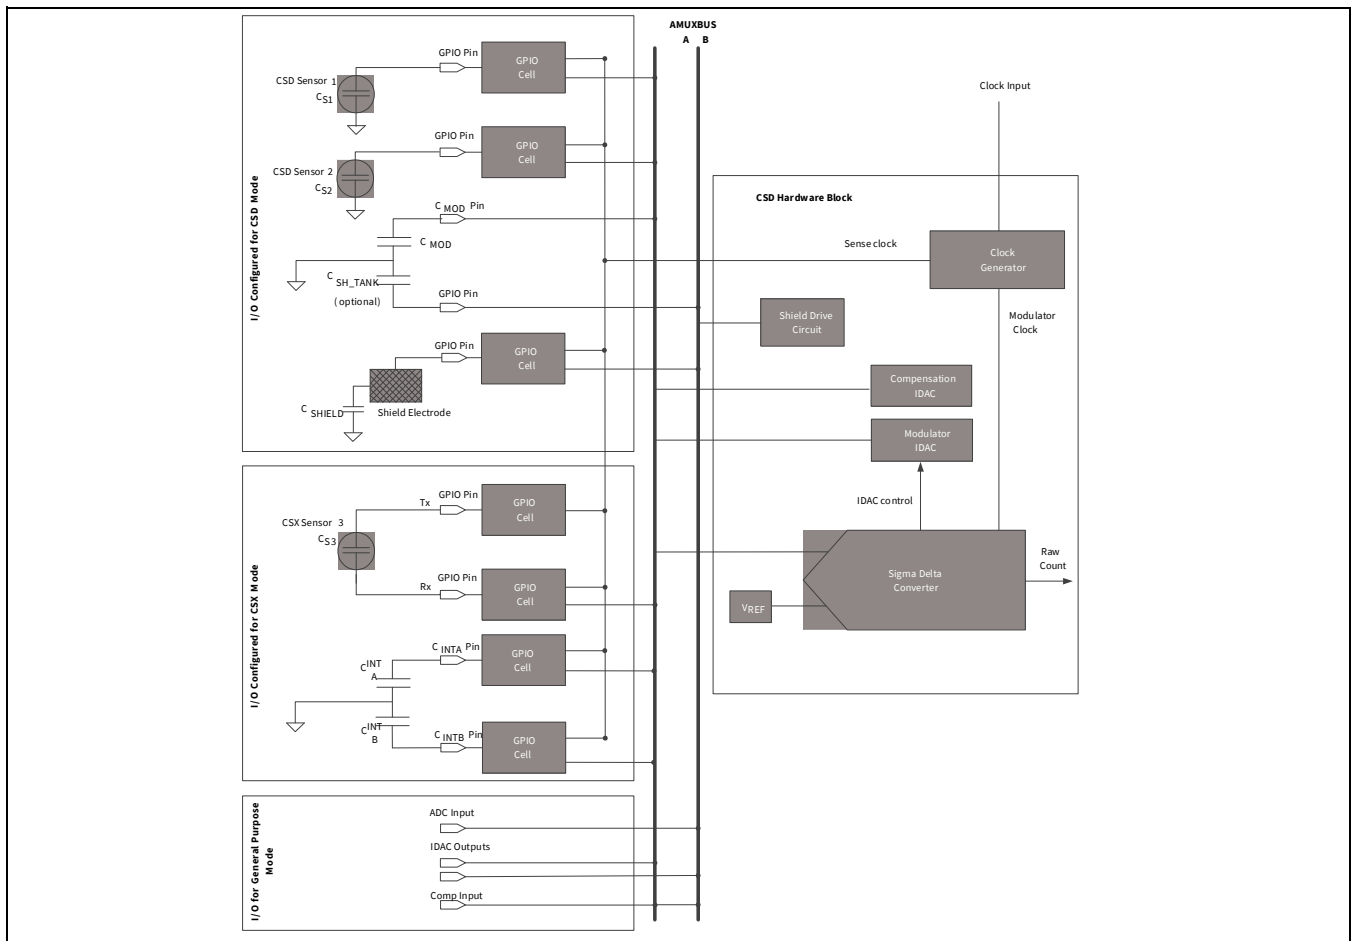 AMUXBUS
A B
I/O Configured for CSD Mode
GPIO Pin
GPIO
Cell
CSD Sensor 1
CS1
GPIO Pin
GPIO
Cell
CSD Sensor 2
CS2
C MOD Pin
C MOD
C SH_TANK
(optional)
GPIO Pin
GPIO Pin
GPIO
Cell
C SHIELD
Shield Electrode
I/O Configured for CSX Mode
GPIO Pin
Tx
GPIO
Cell
CSX Sensor 3
CS3
GPIO Pin
Rx
GPIO
Cell
C INTA Pin
GPIO
Cell
CINT
A
CINT
B
C INTB Pin
GPIO
Cell
I/O for General Purpose
Mode
ADC Input
IDAC Outputs
Comp Input
Clock Input
CSD Hardware Block
Sense clock
Clock
Generator
Shield Drive
Circuit
Modulator
Clock
Compensation
IDAC
Modulator
IDAC
IDAC control
Sigma Delta
Converter
VREF
Raw
Count